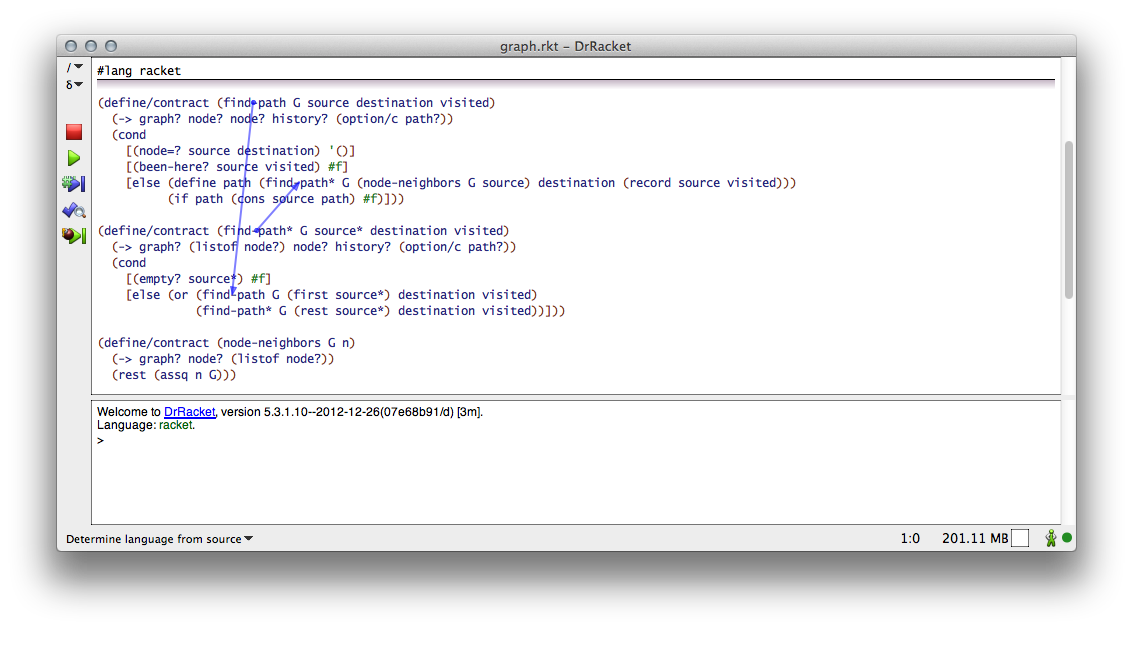 graph.rkt – DrRacket
/
δ
#lang racket
(define/contract (find-path G source destination visited)
  (-> graph? node? node? history? (option/c path?))
  (cond
    [(node=? source destination) '()]
    [(been-here? source visited) #f]
    [else (define path (find-path* G (node-neighbors G source) destination (record source visited)))
          (if path (cons source path) #f)]))
(define/contract (find-path* G source* destination visited)
  (-> graph? (listof node?) node? history? (option/c path?))
  (cond
    [(empty? source*) #f]
    [else (or (find-path G (first source*) destination visited)
              (find-path* G (rest source*) destination visited))]))
(define/contract (node-neighbors G n)
  (-> graph? node? (listof node?))
  (rest (assq n G)))
Welcome to DrRacket, version 5.3.1.10--2012-12-26(07e68b91/d) [3m].
Language: racket.
>
Determine language from source 1:0 201.11 MB